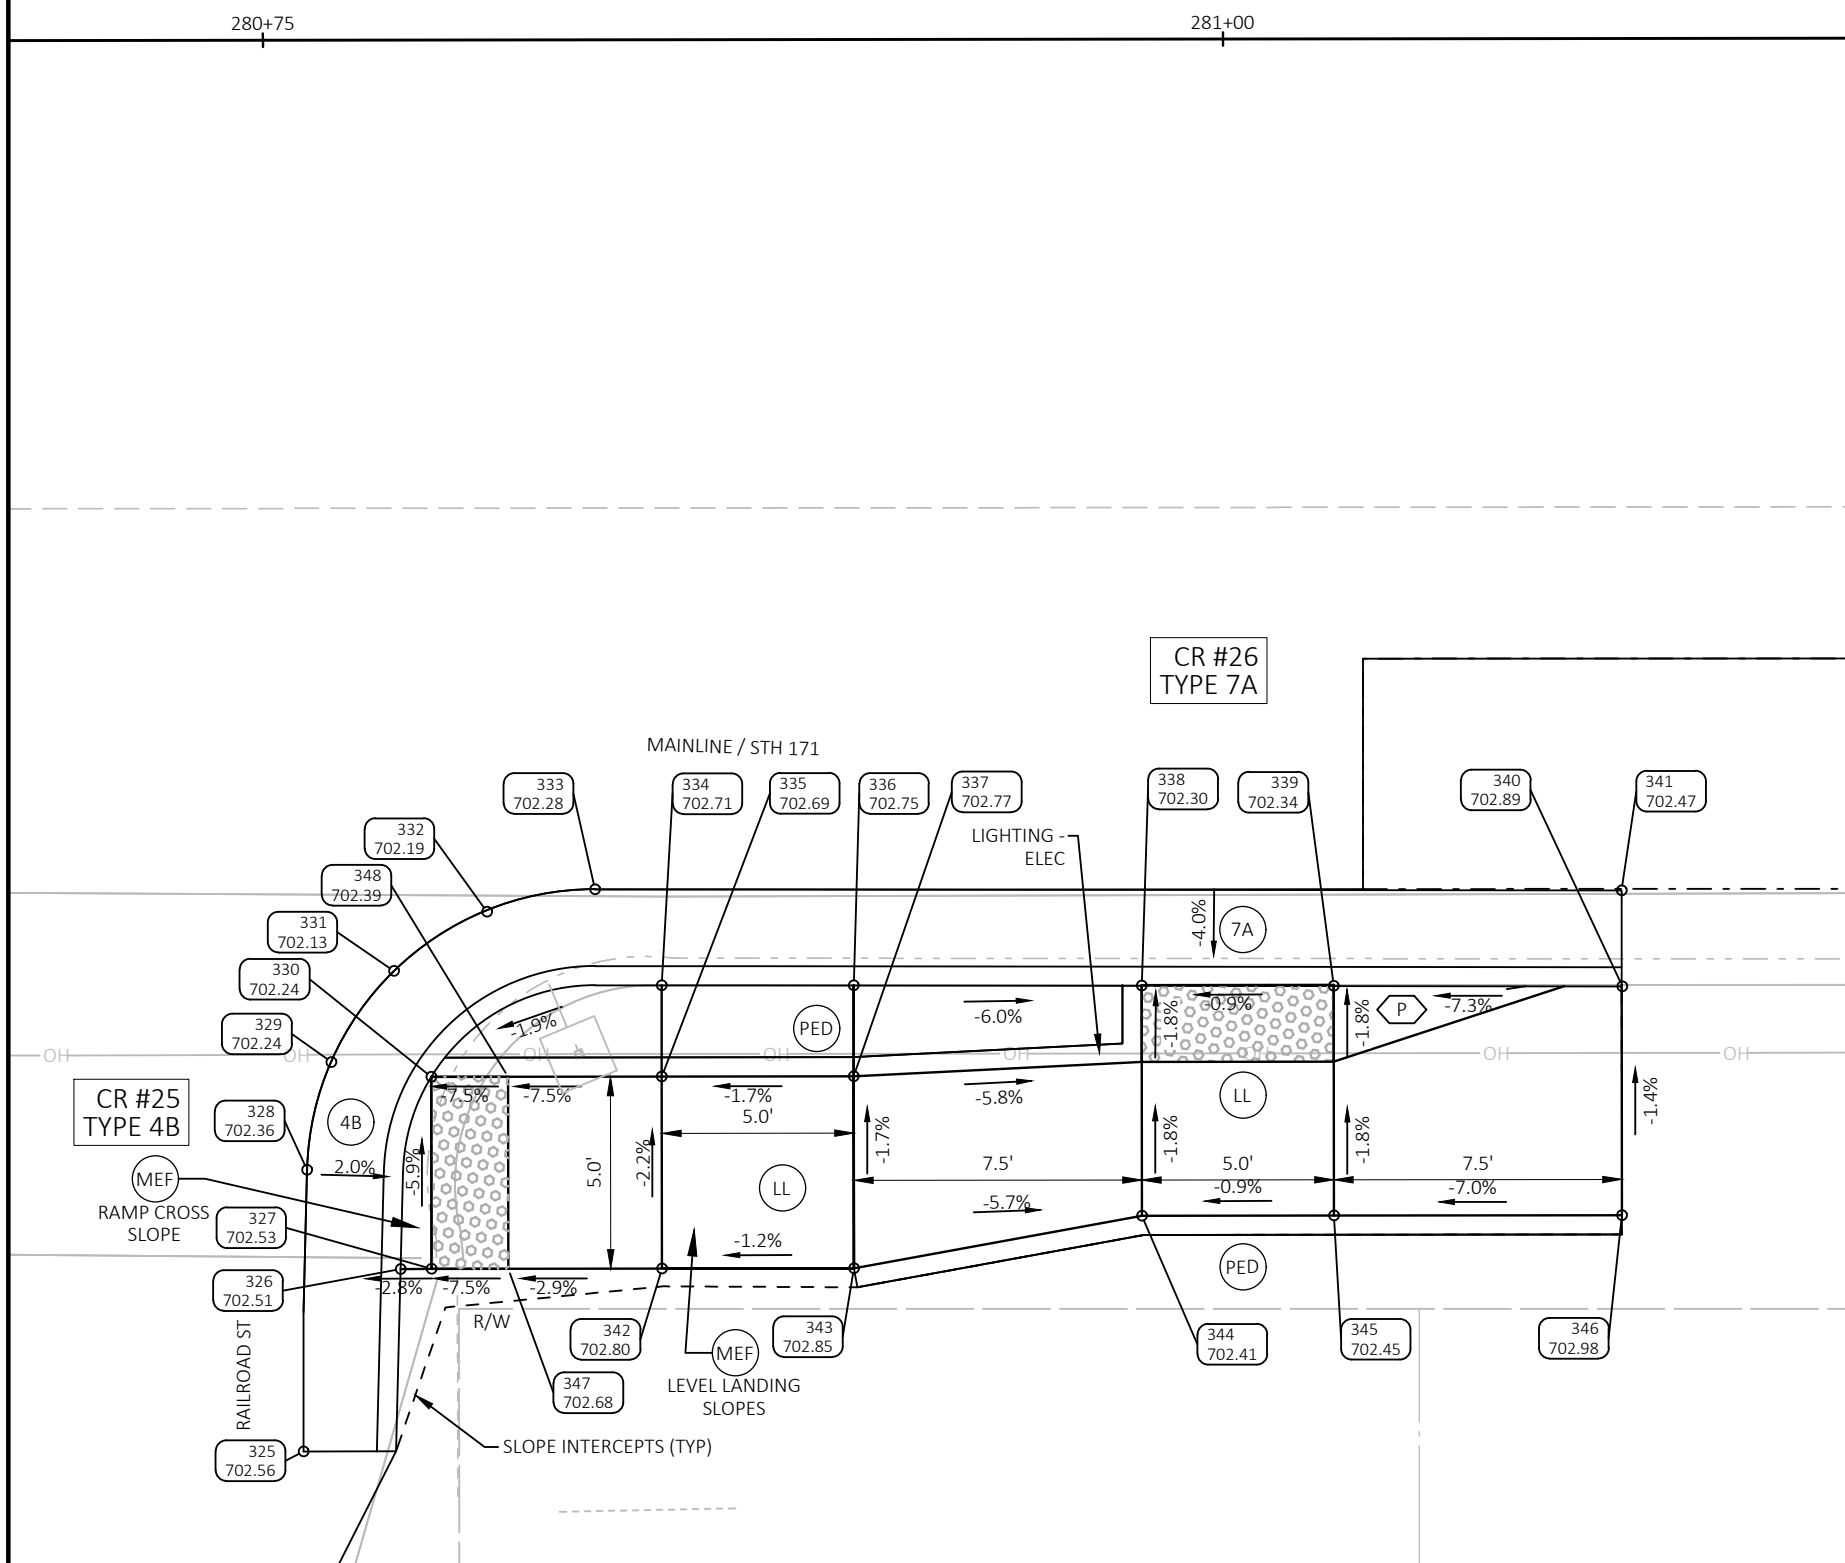 280+75
281+00
CR #26
TYPE 7A
MAINLINE / STH 171
333
702.28
334
702.71
335
702.69
336
702.75
337
702.77
338
702.30
339
702.34
340
702.89
341
702.47
332
702.19
LIGHTING -
ELEC
348
702.39
331
702.13
-4.0%
7A
330
702.24
-1.9%
PED
-6.0%
-1.8%
-0.9%
-1.8%
P
-7.3%
329
702.24
OH
OH
OH
OH
OH
OH
OH
CR #25
TYPE 4B
328
702.36
4B
-7.5%
-7.5%
-1.7%
5.0'
-5.8%
LL
-1.4%
2.0%
-5.9%
5.0'
-2.2%
-1.7%
-1.8%
-1.8%
MEF
RAMP CROSS
SLOPE
LL
7.5'
5.0'
7.5'
-5.7%
-0.9%
-7.0%
327
702.53
-1.2%
PED
326
702.51
-2.8%
-7.5%
-2.9%
R/W
RAILROAD ST
342
702.80
343
702.85
344
702.41
345
702.45
346
702.98
MEF
LEVEL LANDING
SLOPES
347
702.68
SLOPE INTERCEPTS (TYP)
325
702.56